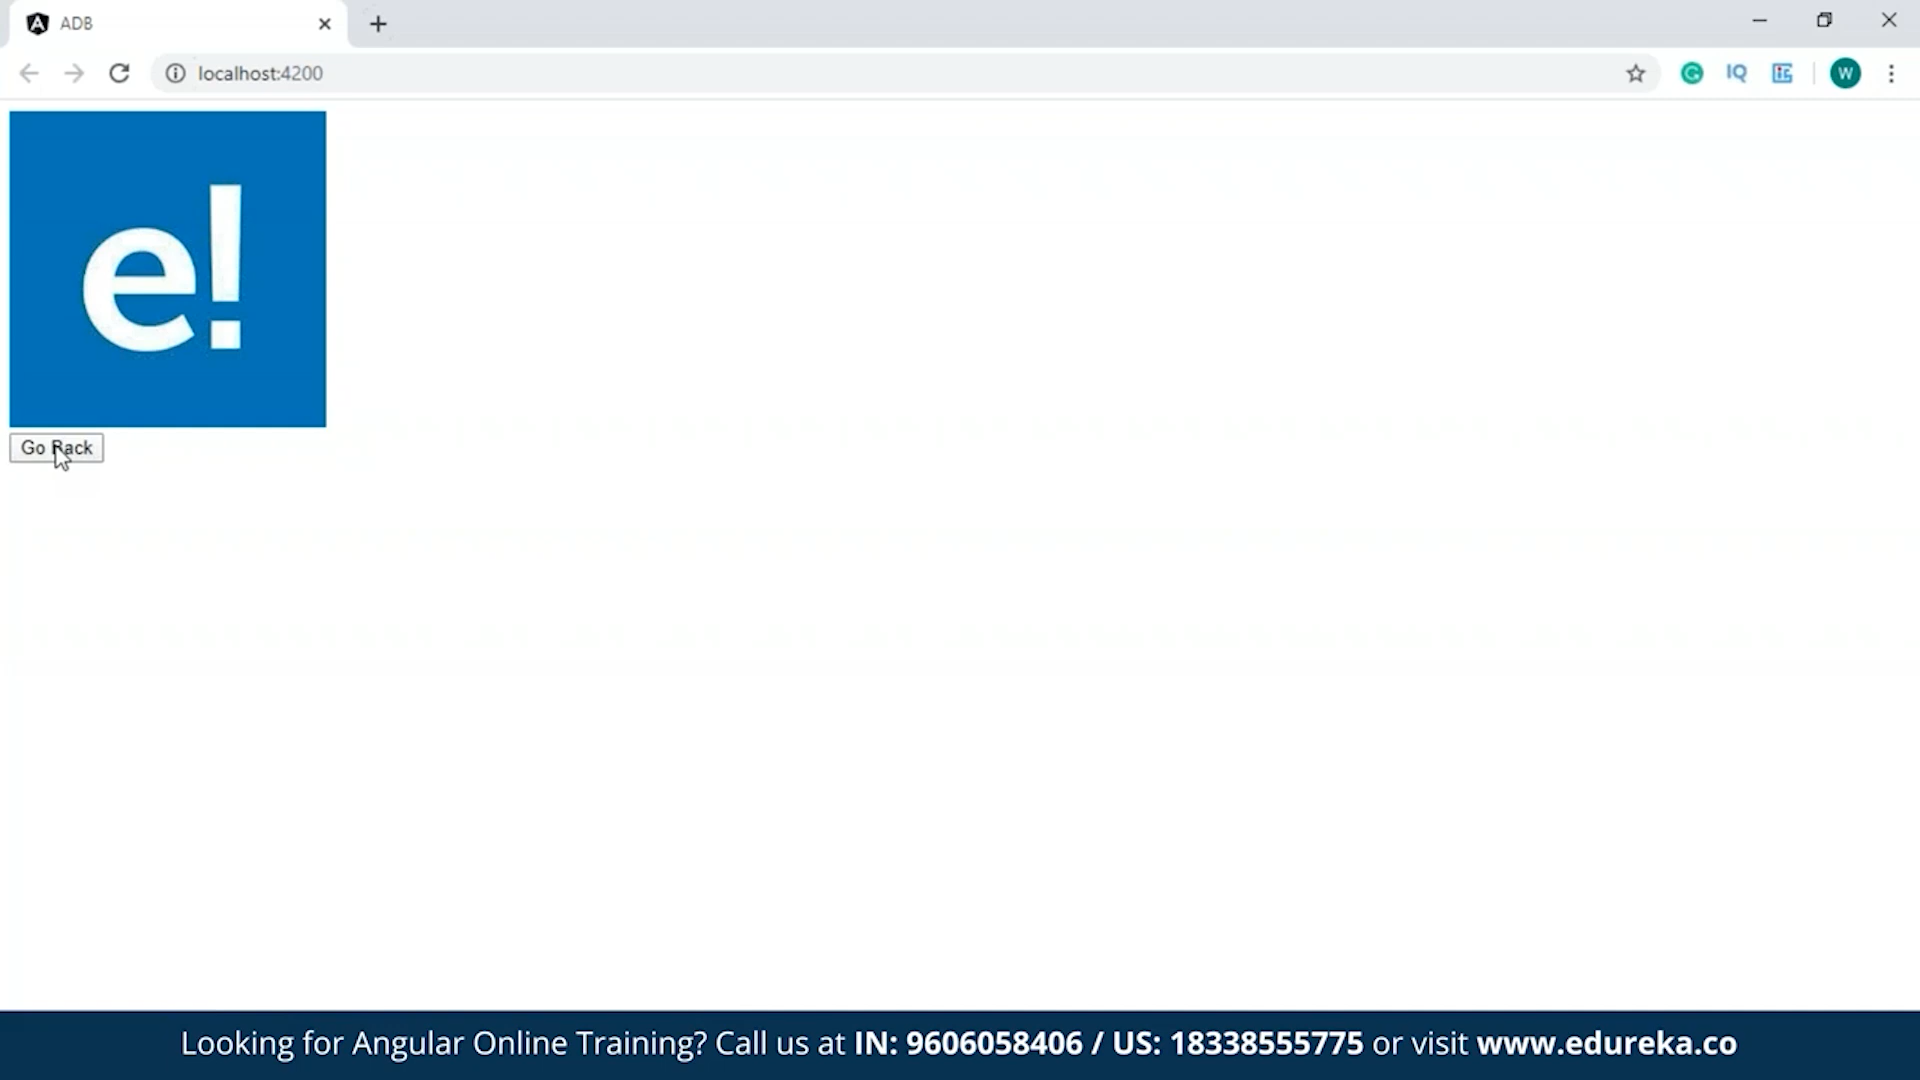 ADB
localhost:4200
IQ
W
e!
Go Back
Looking for Angular Online Training? Call us at IN: 9606058406 / US: 18338555775 or visit www.edureka.co